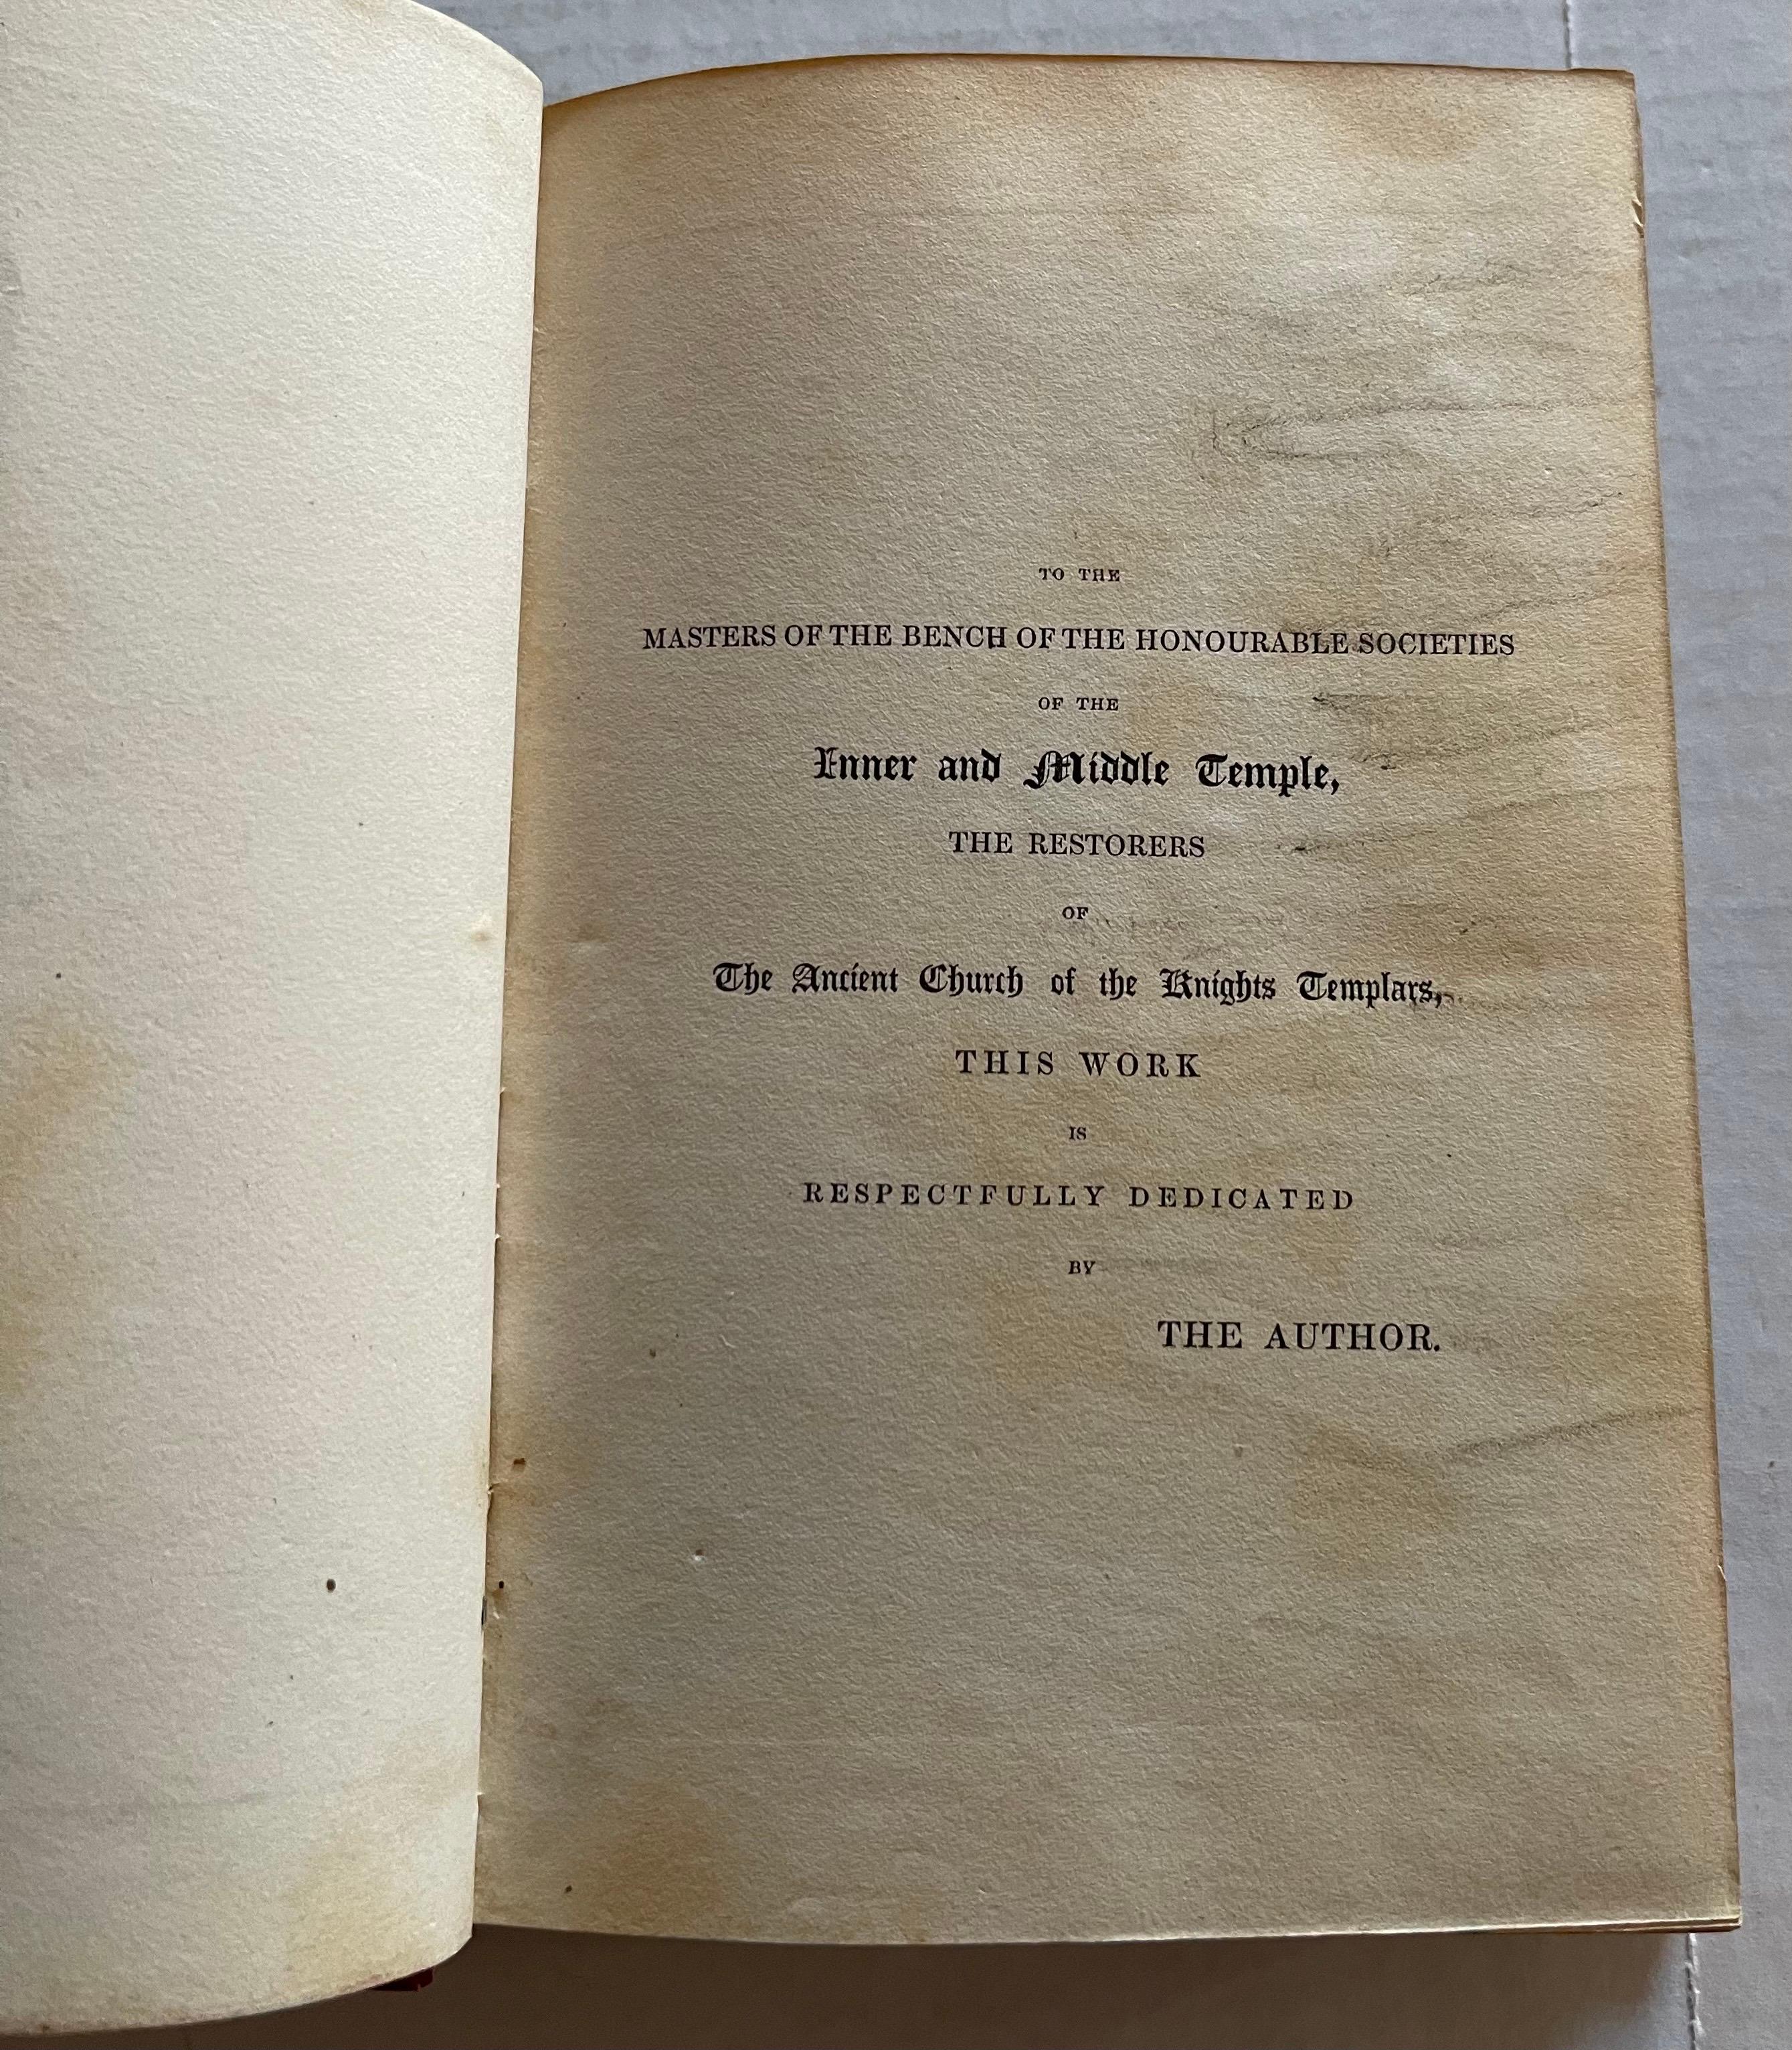 TO THE
MASTERS OF THE BENCH OF THE HONOURABLE SOCIETIES
OF THE
Inner and Middle Temple,
THE RESTORERS
OF
The Ancient Church of the Knights Templars,
THIS WORK
IS
RESPECTFULLY DEDICATED
BY
THE AUTHOR.